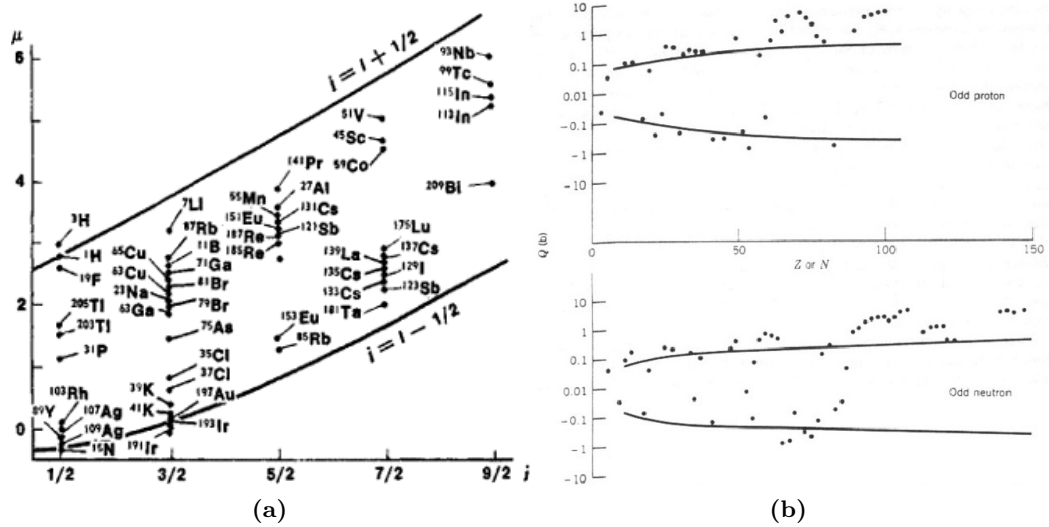 μ
6
4
2
0
j = l + 1/2
j = l − 1/2
³H
¹H
¹⁹F
²⁰⁵Tl
²⁰³Tl
³¹P
¹⁰³Rh
⁸⁹Y
¹⁰⁷Ag
¹⁰⁹Ag
¹⁵N
⁷Li
⁸⁷Rb
⁶⁵Cu
¹¹B
⁷¹Ga
⁶³Cu
⁸¹Br
²³Na
⁷⁹Br
⁶³Ga
⁷⁵As
³⁵Cl
³⁷Cl
³⁹K
⁴¹K
¹⁹⁷Au
¹⁹³Ir
¹⁹¹Ir
¹⁴¹Pr
²⁷Al
⁵⁵Mn
¹³¹Cs
¹⁵¹Eu
¹²¹Sb
¹⁸⁷Re
¹⁸⁵Re
¹⁵³Eu
⁸⁵Rb
⁵¹V
⁴⁵Sc
⁵⁹Co
¹⁷⁵Lu
¹³⁹La
¹³⁷Cs
¹³⁵Cs
¹²⁹I
¹³³Cs
¹²³Sb
¹⁸¹Ta
⁹³Nb
⁹⁹Tc
¹¹⁵In
¹¹³In
²⁰⁹Bi
1/2 3/2 5/2 7/2 9/2 j
(a)
10
1
0.1
0.01
-0.1
-1
-10
Odd proton
Q (b)
0 50 100 150
Z or N
10
1
0.1
0.01
-0.1
-1
-10
Odd neutron
(b)